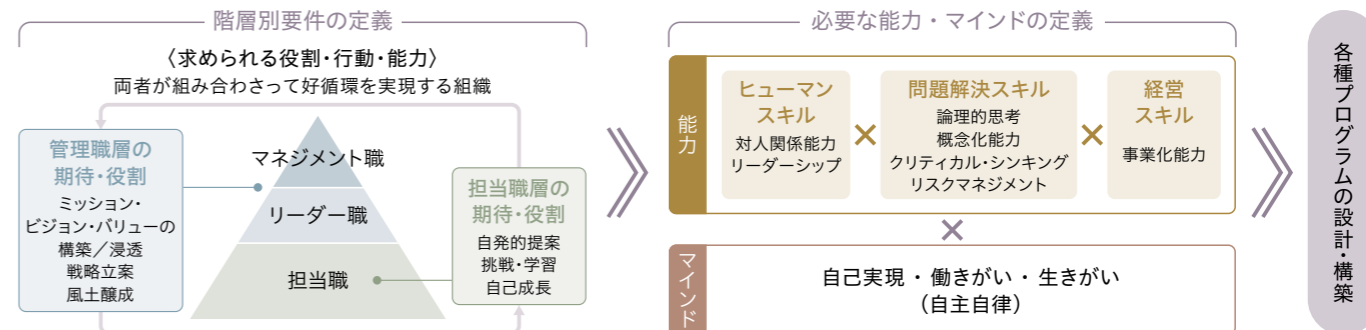 階層別要件の定義
〈求められる役割・行動・能力〉
両者が組み合わさって好循環を実現する組織
管理職層の
期待・役割
ミッション・
ビジョン・バリューの
構築／浸透
戦略立案
風土醸成
マネジメント職
リーダー職
担当職
担当職層の
期待・役割
自発的提案
挑戦・学習
自己成長
必要な能力・マインドの定義
能力
ヒューマン
スキル
対人関係能力
リーダーシップ
×
問題解決スキル
論理的思考
概念化能力
クリティカル・シンキング
リスクマネジメント
×
経営
スキル
事業化能力
×
マインド
自己実現 ・ 働きがい ・ 生きがい
（自主自律）
各種プログラムの設計・構築